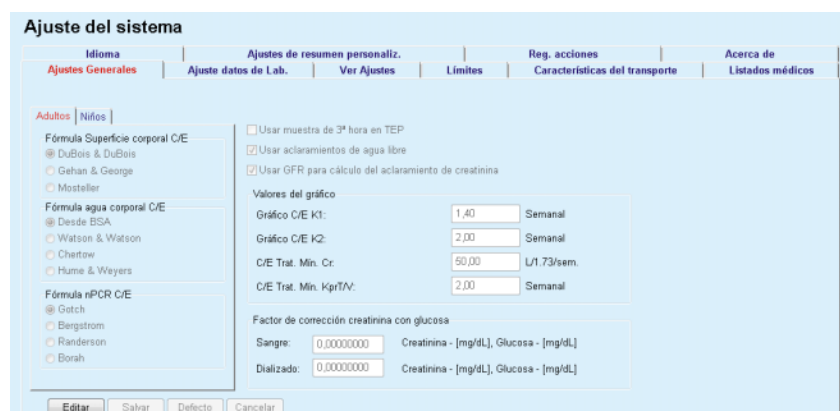 Ajuste del sistema
Idioma | Ajustes de resumen personaliz. | Reg. acciones | Acerca de
Ajustes Generales | Ajuste datos de Lab. | Ver Ajustes | Límites | Características del transporte | Listados médicos
Adultos | Niños
Fórmula Superficie corporal C/E
DuBois & DuBois
Gehan & George
Mosteller
Fórmula agua corporal C/E
Desde BSA
Watson & Watson
Chertow
Hume & Weyers
Fórmula nPCR C/E
Gotch
Bergstrom
Randerson
Borah
Usar muestra de 3ª hora en TEP
Usar aclaramientos de agua libre
Usar GFR para cálculo del aclaramiento de creatinina
Valores del gráfico
Gráfico C/E K1: 1,40 Semanal
Gráfico C/E K2: 2,00 Semanal
C/E Trat. Mín. Cr: 50,00 L/1.73/sem.
C/E Trat. Mín. KprT/V: 2,00 Semanal
Factor de corrección creatinina con glucosa
Sangre: 0,00000000 Creatinina - [mg/dL], Glucosa - [mg/dL]
Dializado: 0,00000000 Creatinina - [mg/dL], Glucosa - [mg/dL]
Editar Salvar Defecto Cancelar